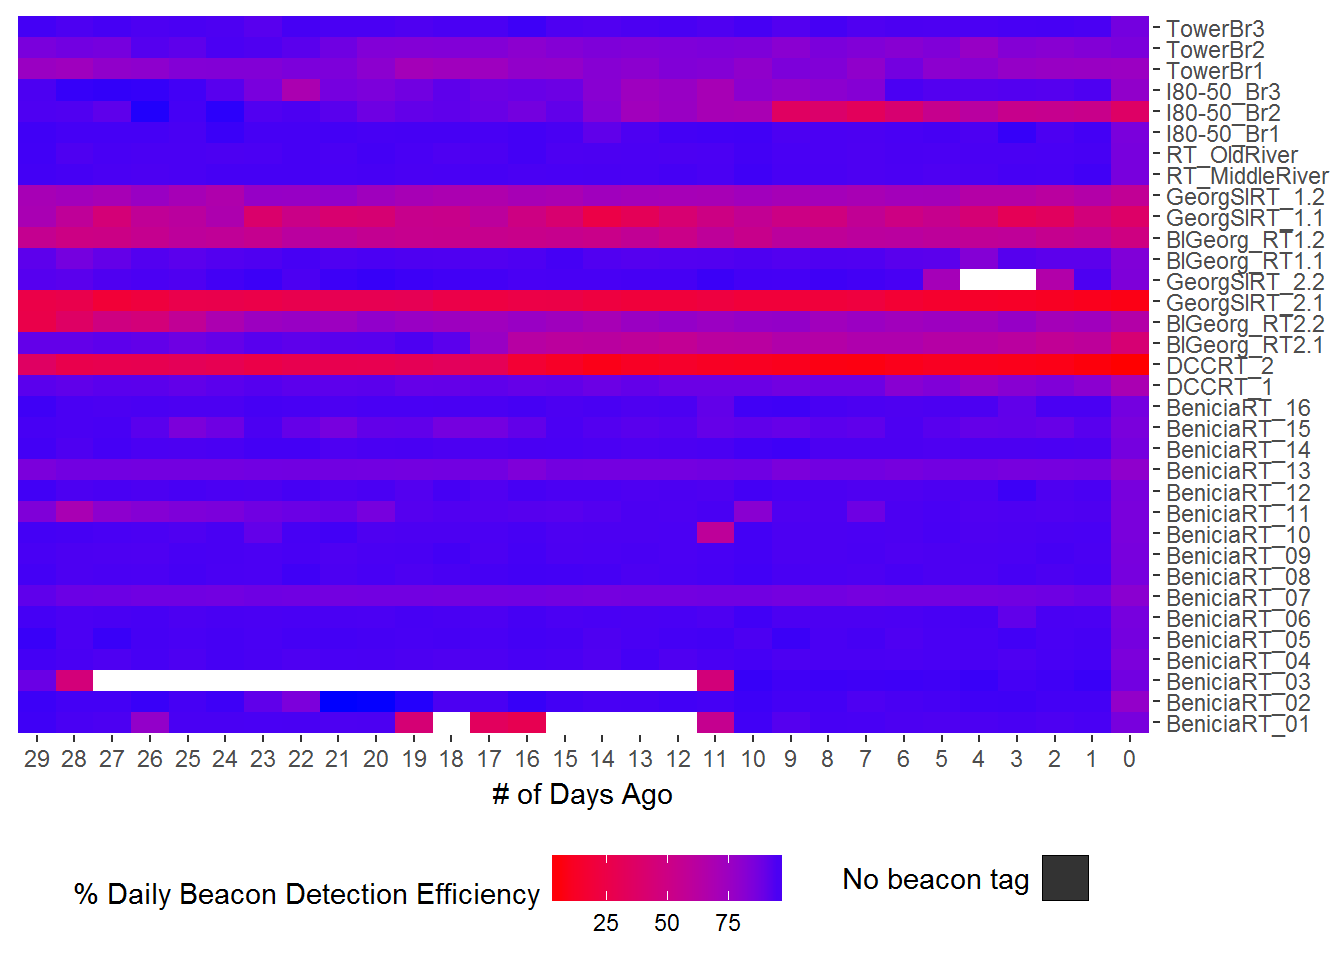 TowerBr3
TowerBr2
TowerBr1
I80-50_Br3
I80-50_Br2
I80-50_Br1
RT_OldRiver
RT_MiddleRiver
GeorgSlRT_1.2
GeorgSlRT_1.1
BlGeorg_RT1.2
BlGeorg_RT1.1
GeorgSlRT_2.2
GeorgSlRT_2.1
BlGeorg_RT2.2
BlGeorg_RT2.1
DCCRT_2
DCCRT_1
BeniciaRT_16
BeniciaRT_15
BeniciaRT_14
BeniciaRT_13
BeniciaRT_12
BeniciaRT_11
BeniciaRT_10
BeniciaRT_09
BeniciaRT_08
BeniciaRT_07
BeniciaRT_06
BeniciaRT_05
BeniciaRT_04
BeniciaRT_03
BeniciaRT_02
BeniciaRT_01
29 28 27 26 25 24 23 22 21 20 19 18 17 16 15 14 13 12 11 10 9 8 7 6 5 4 3 2 1 0
# of Days Ago
% Daily Beacon Detection Efficiency
25 50 75
No beacon tag